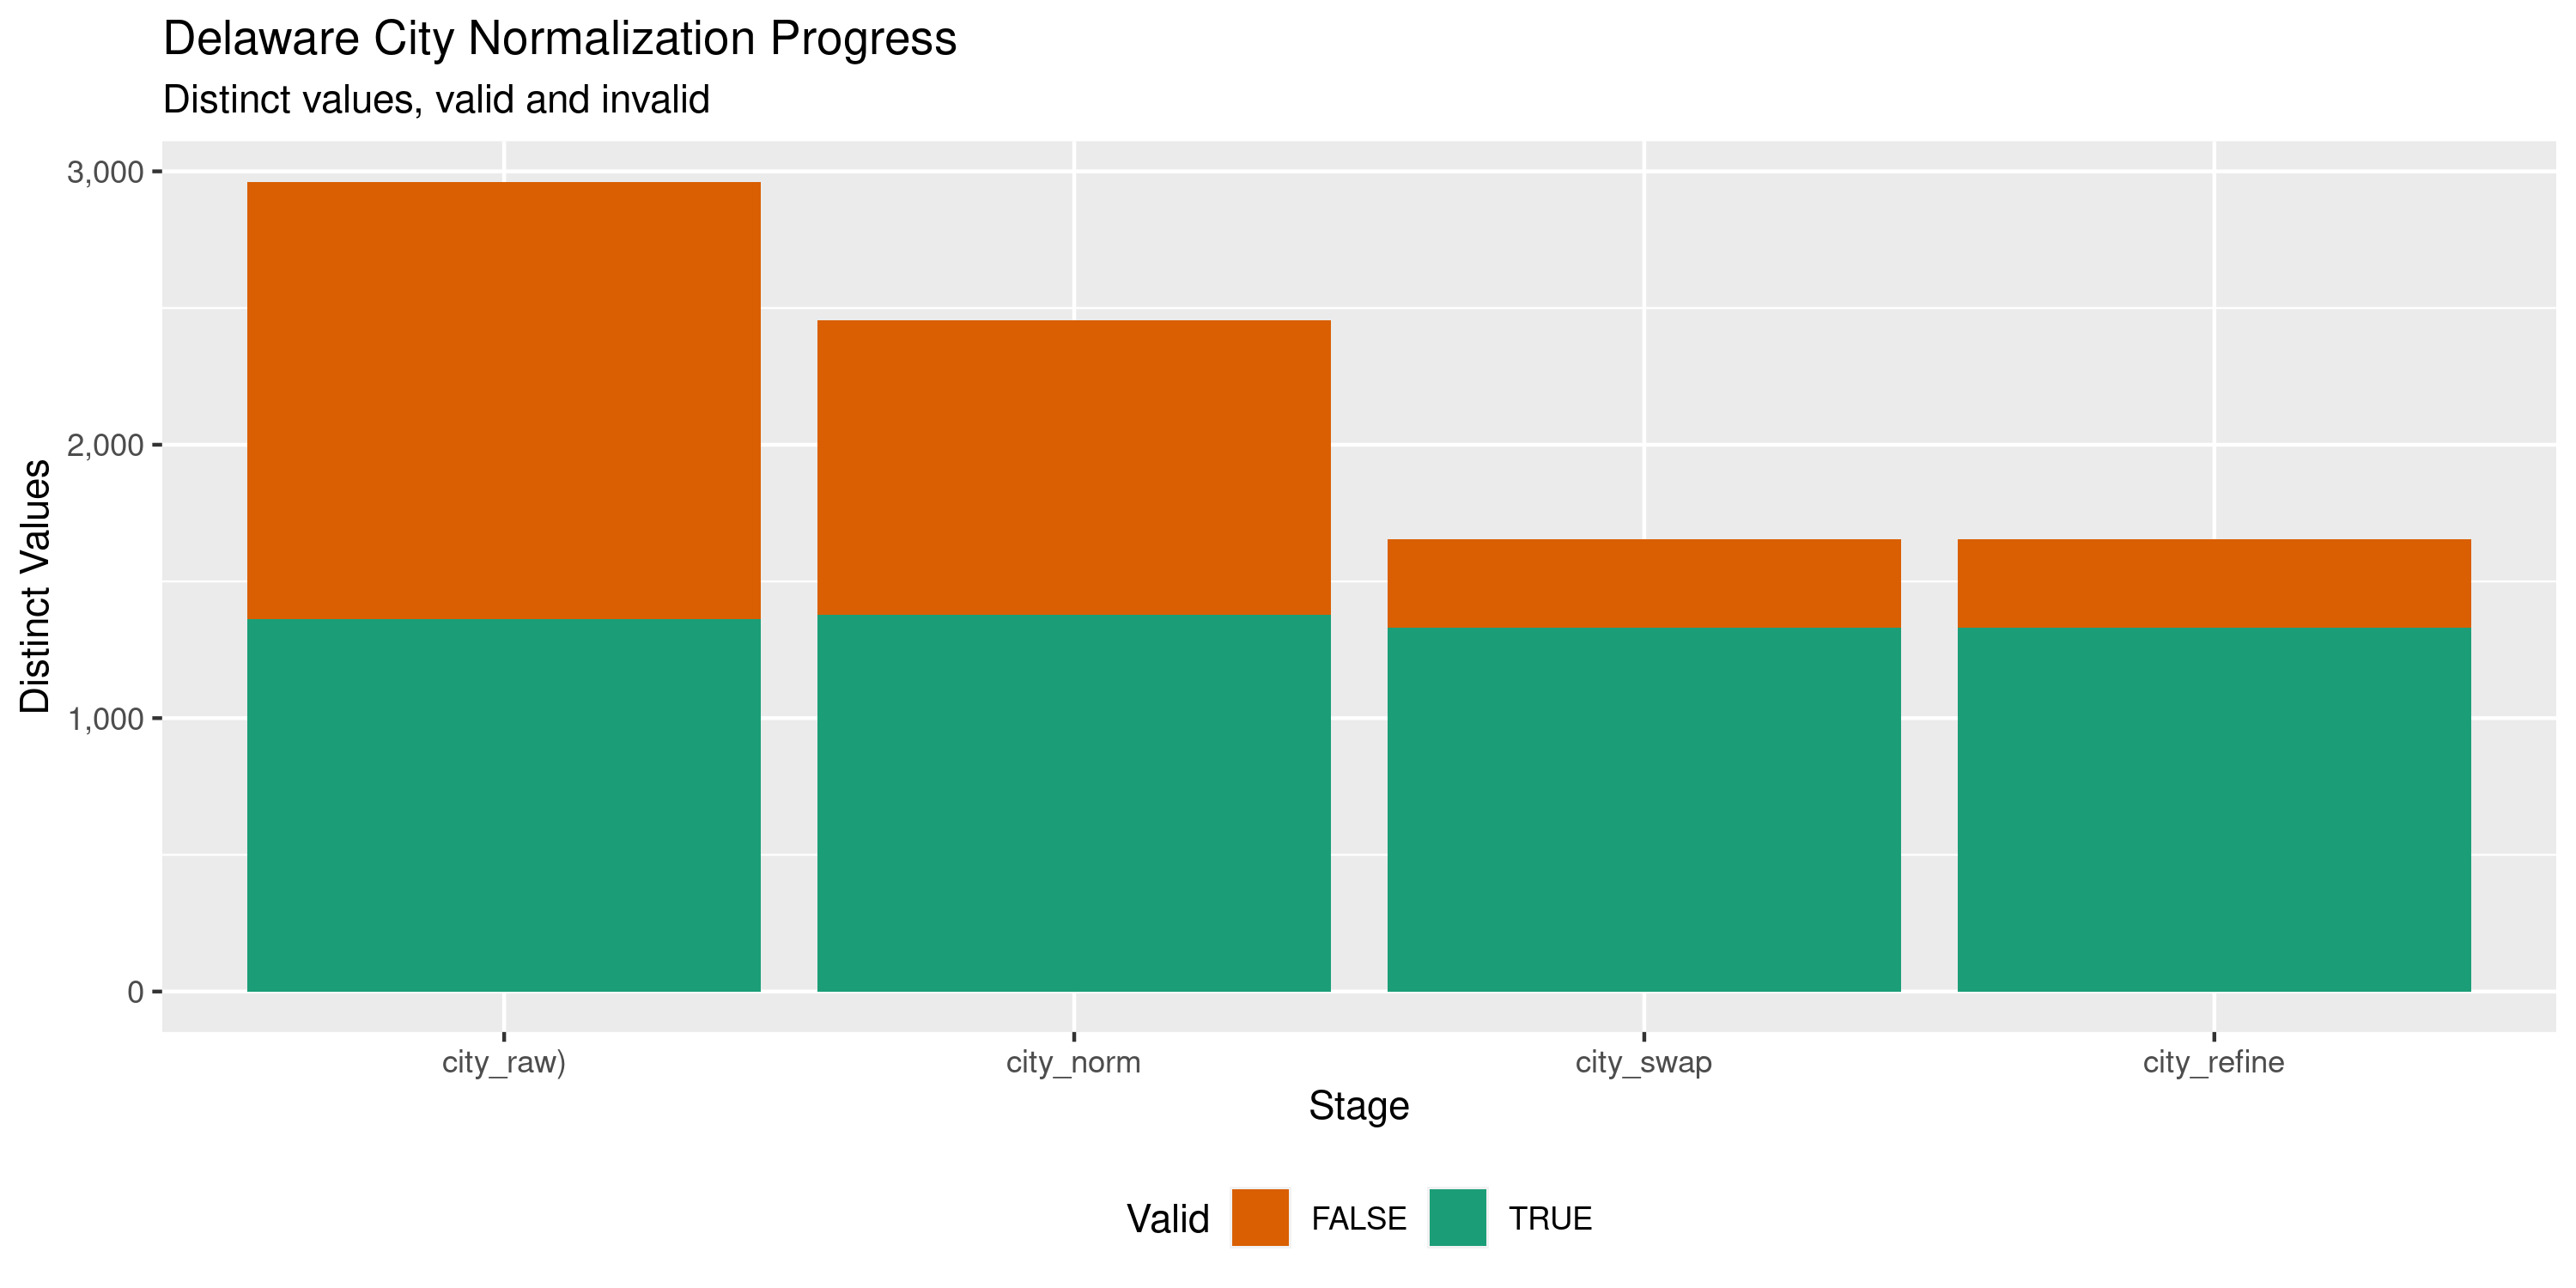 Delaware City Normalization Progress
Distinct values, valid and invalid
Distinct Values
3,000
2,000
1,000
0
city_raw)
city_norm
city_swap
city_refine
Stage
Valid FALSE TRUE